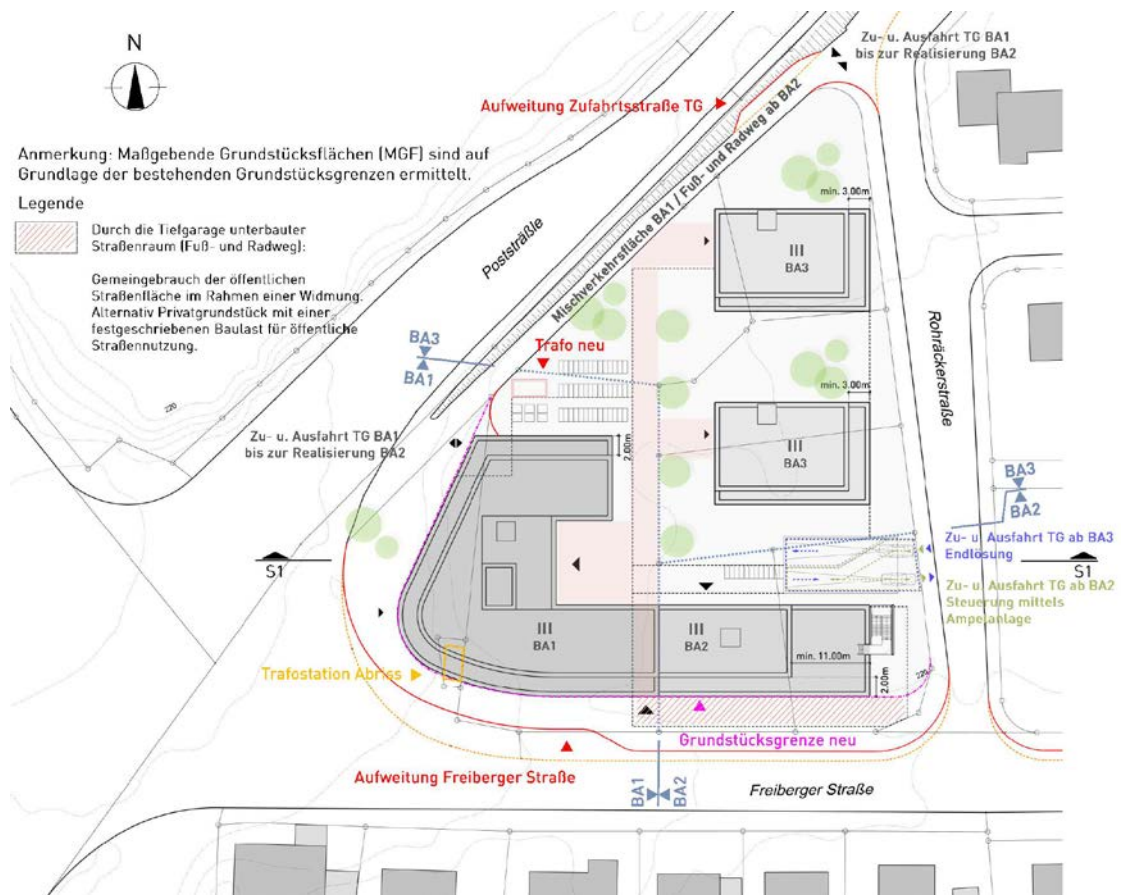 N
Zu- u. Ausfahrt TG BA1
bis zur Realisierung BA2
Aufweitung Zufahrtsstraße TG
Anmerkung: Maßgebende Grundstücksflächen (MGF) sind auf
Grundlage der bestehenden Grundstücksgrenzen ermittelt.
Legende
Durch die Tiefgarage unterbauter
Straßenraum (Fuß- und Radweg):
Gemeingebrauch der öffentlichen
Straßenfläche im Rahmen einer Widmung.
Alternativ Privatgrundstück mit einer
festgeschriebenen Baulast für öffentliche
Straßennutzung.
Poststräßle
Mischverkehrsfläche BA1 / Fuß- und Radweg ab BA2
min. 3.00m
III
BA3
Rohräckerstraße
BA3
BA1
Trafo neu
220
min. 3.00m
III
BA3
Zu- u. Ausfahrt TG BA1
bis zur Realisierung BA2
2.00m
BA3
BA2
Zu- u. Ausfahrt TG ab BA3
Endlösung
S1
S1
Zu- u. Ausfahrt TG ab BA2
Steuerung mittels
Ampelanlage
III
BA1
III
BA2
min. 11.00m
2.00m
220
Trafostation Abriss
Grundstücksgrenze neu
Aufweitung Freiberger Straße
BA1
BA2
Freiberger Straße